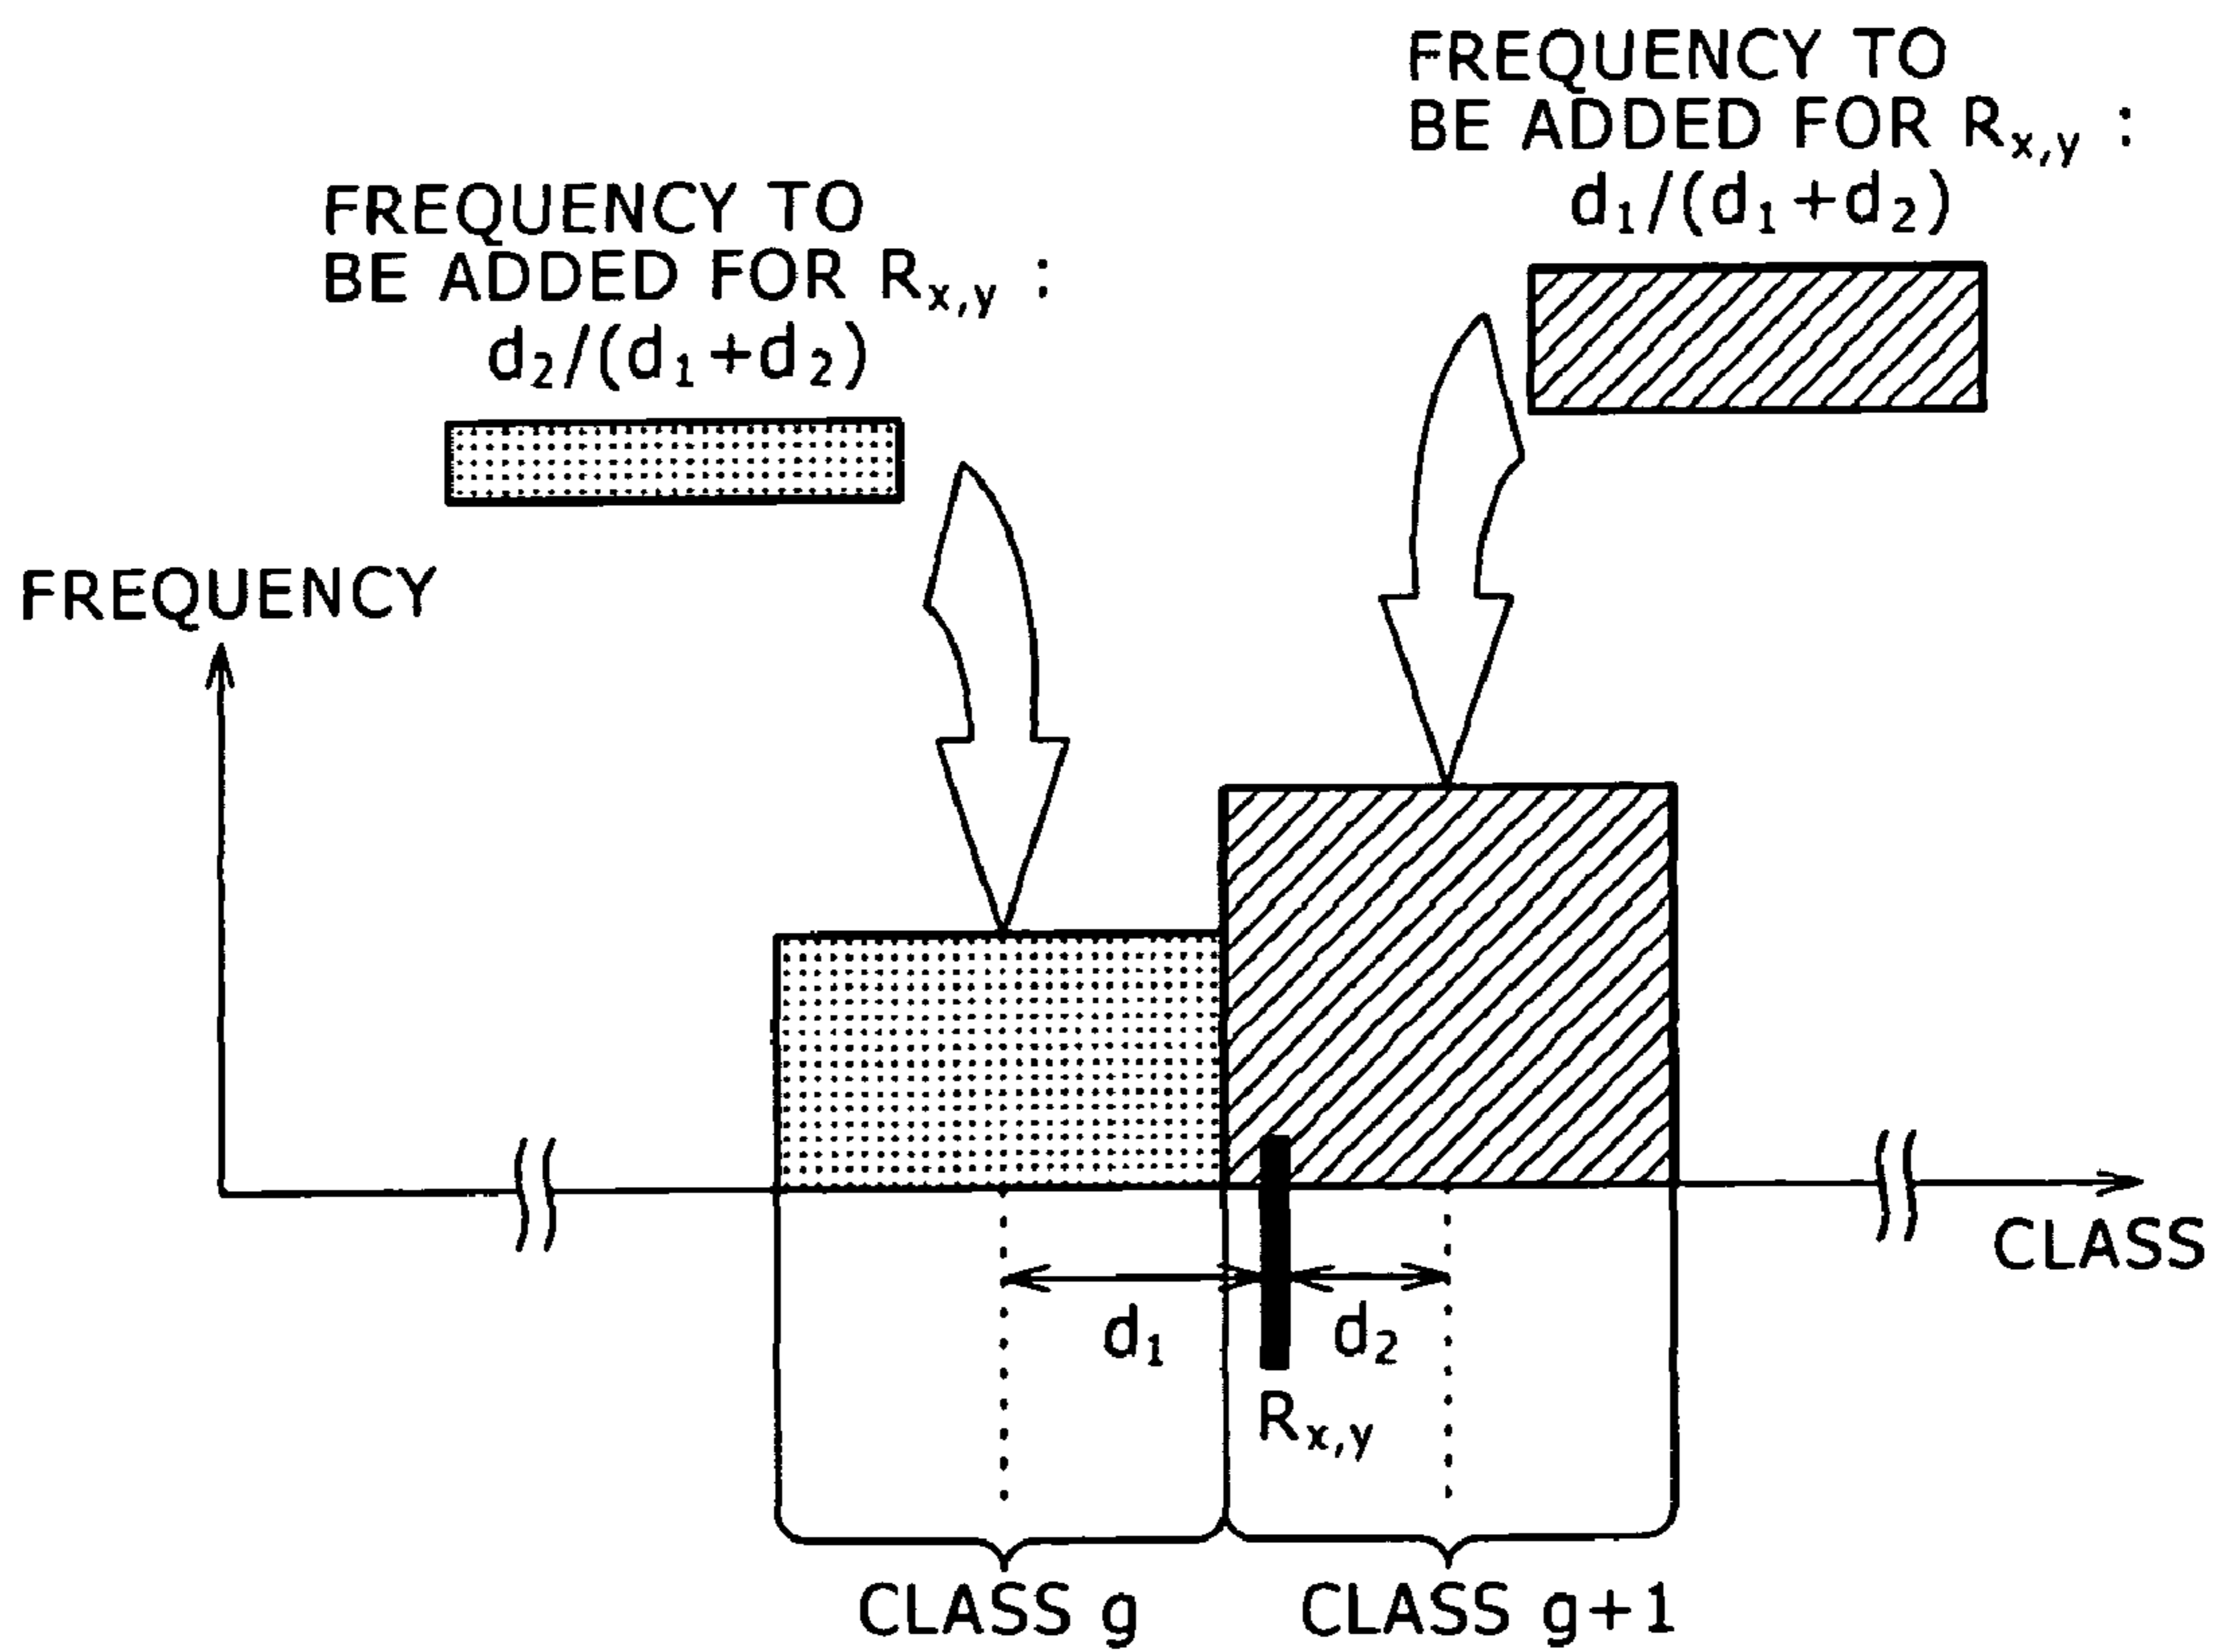 FREQUENCY TO
BE ADDED FOR Rx,y :
d1/(d1+d2)
FREQUENCY TO
BE ADDED FOR Rx,y :
d2/(d1+d2)
FREQUENCY
CLASS
d1
d2
Rx,y
CLASS g
CLASS g+1